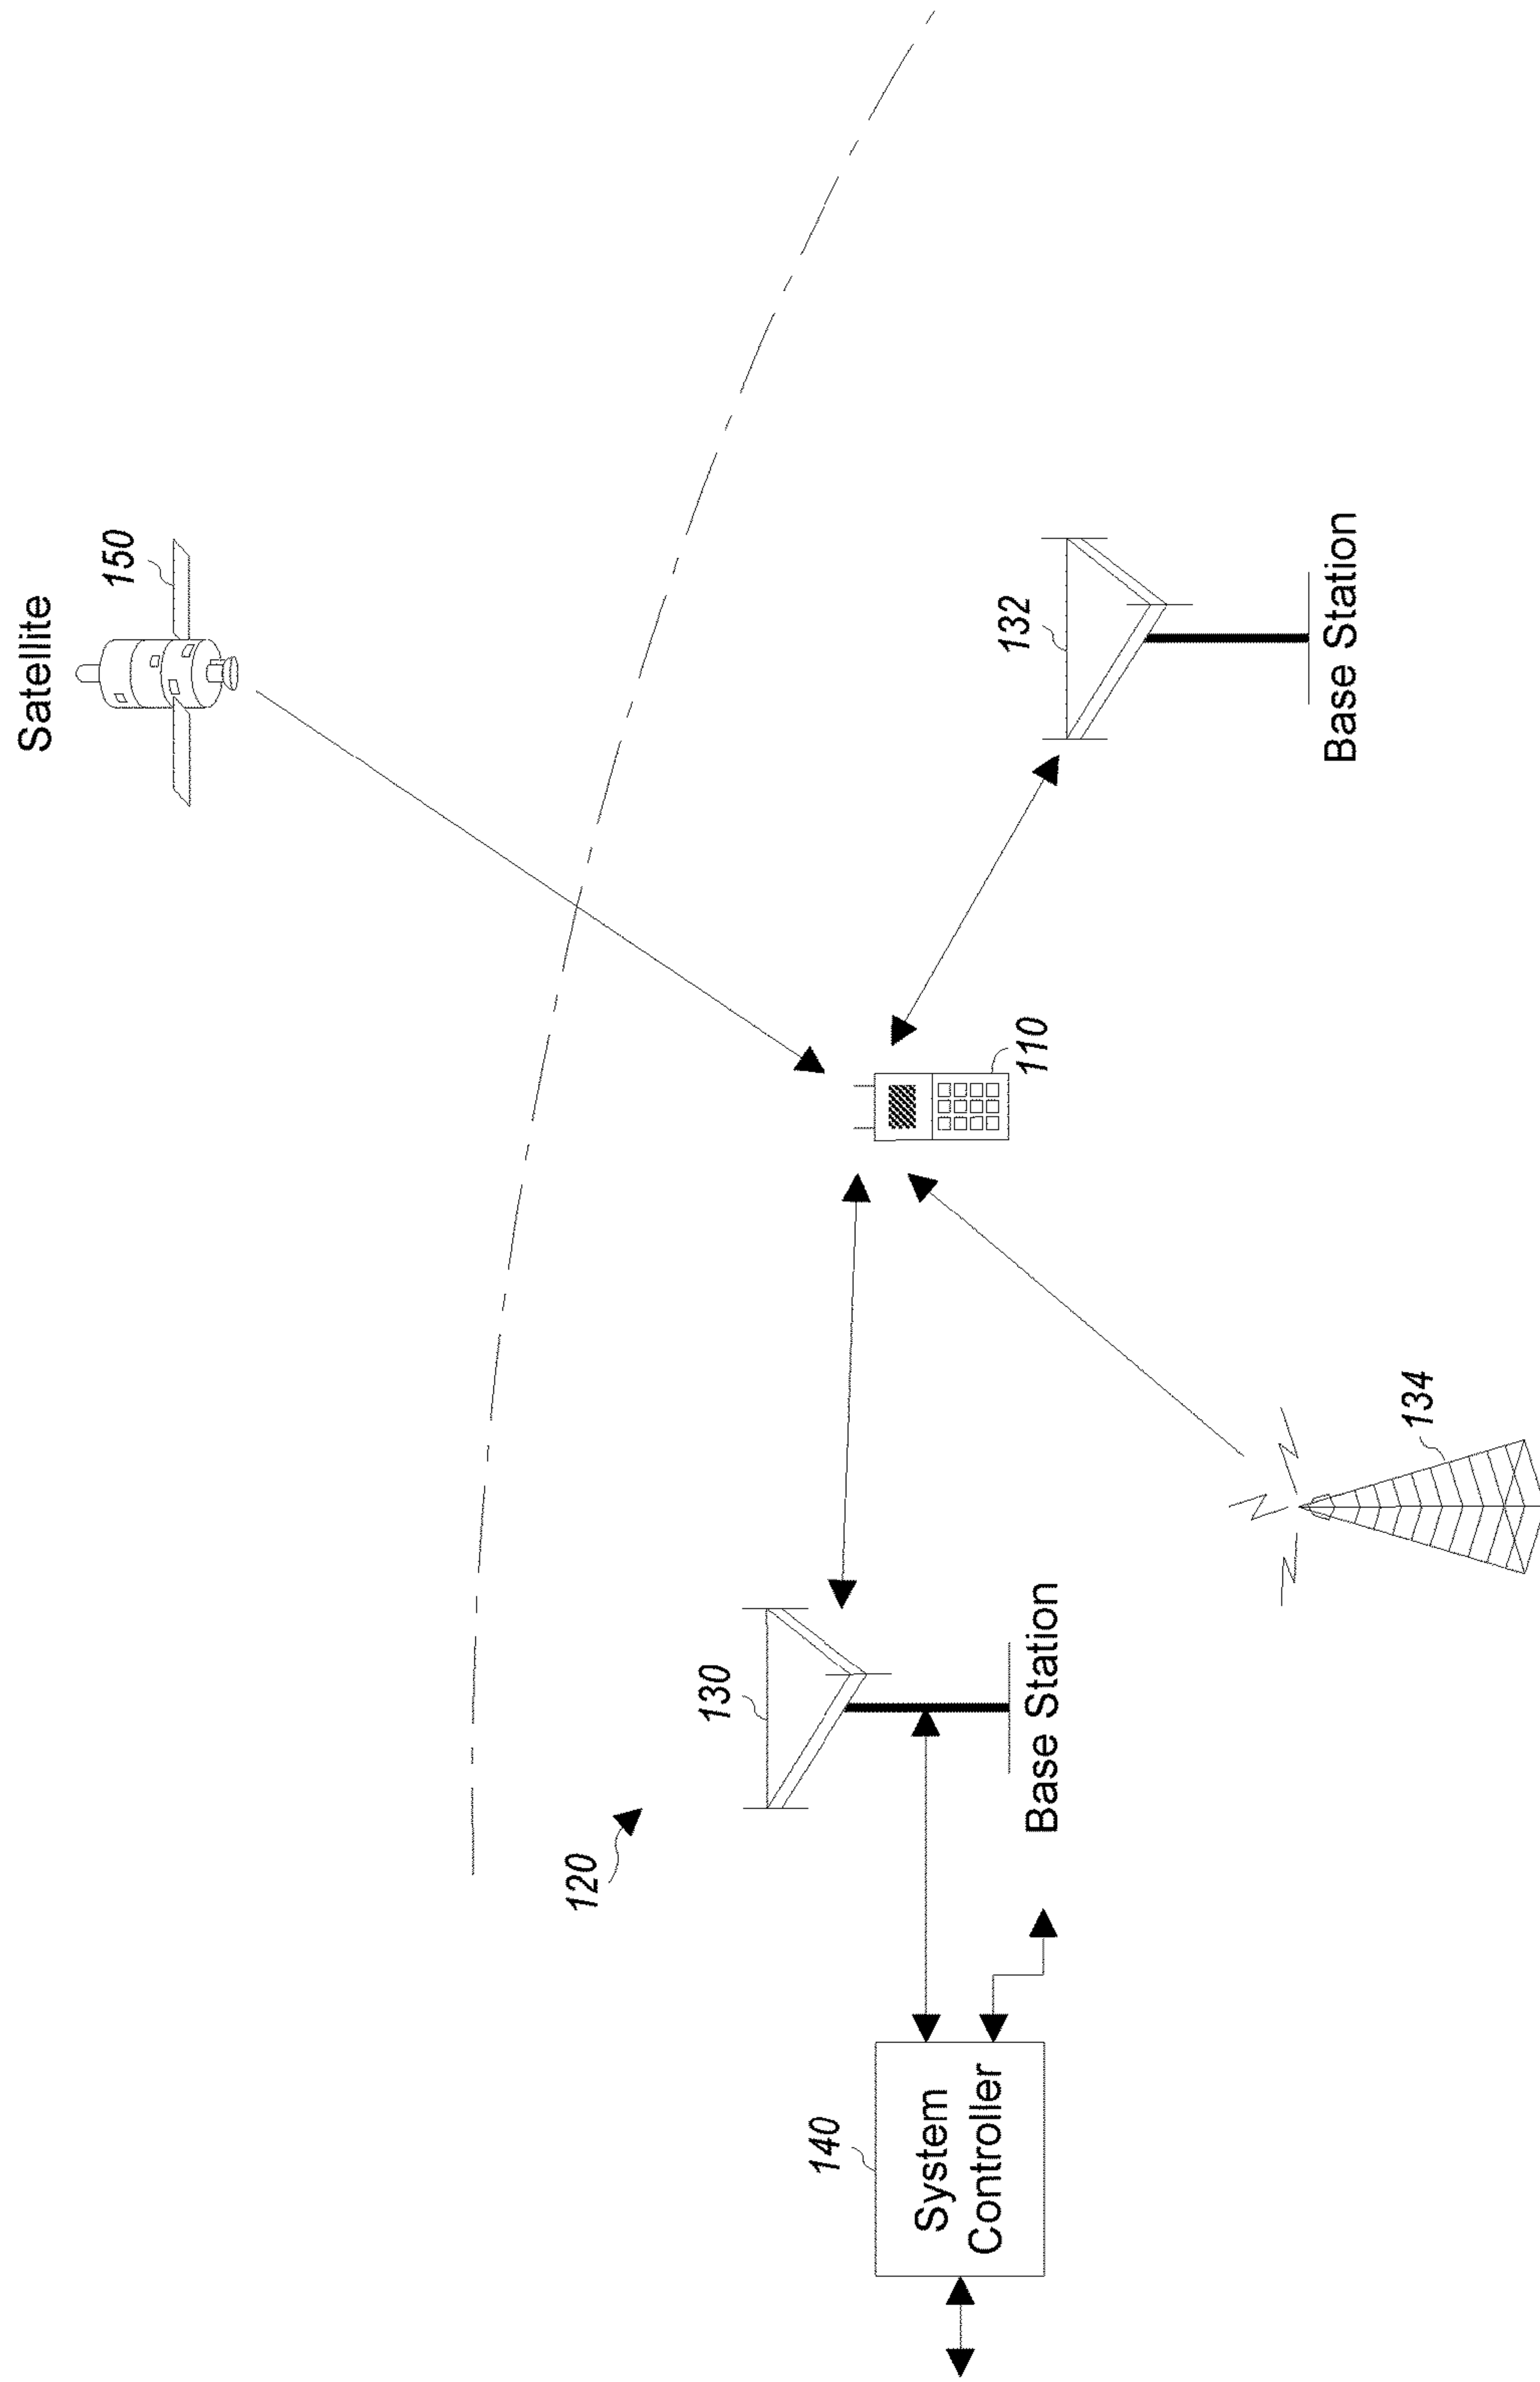 Satellite
150
120
130
132
110
140
System
Controller
Base Station
134
Base Station